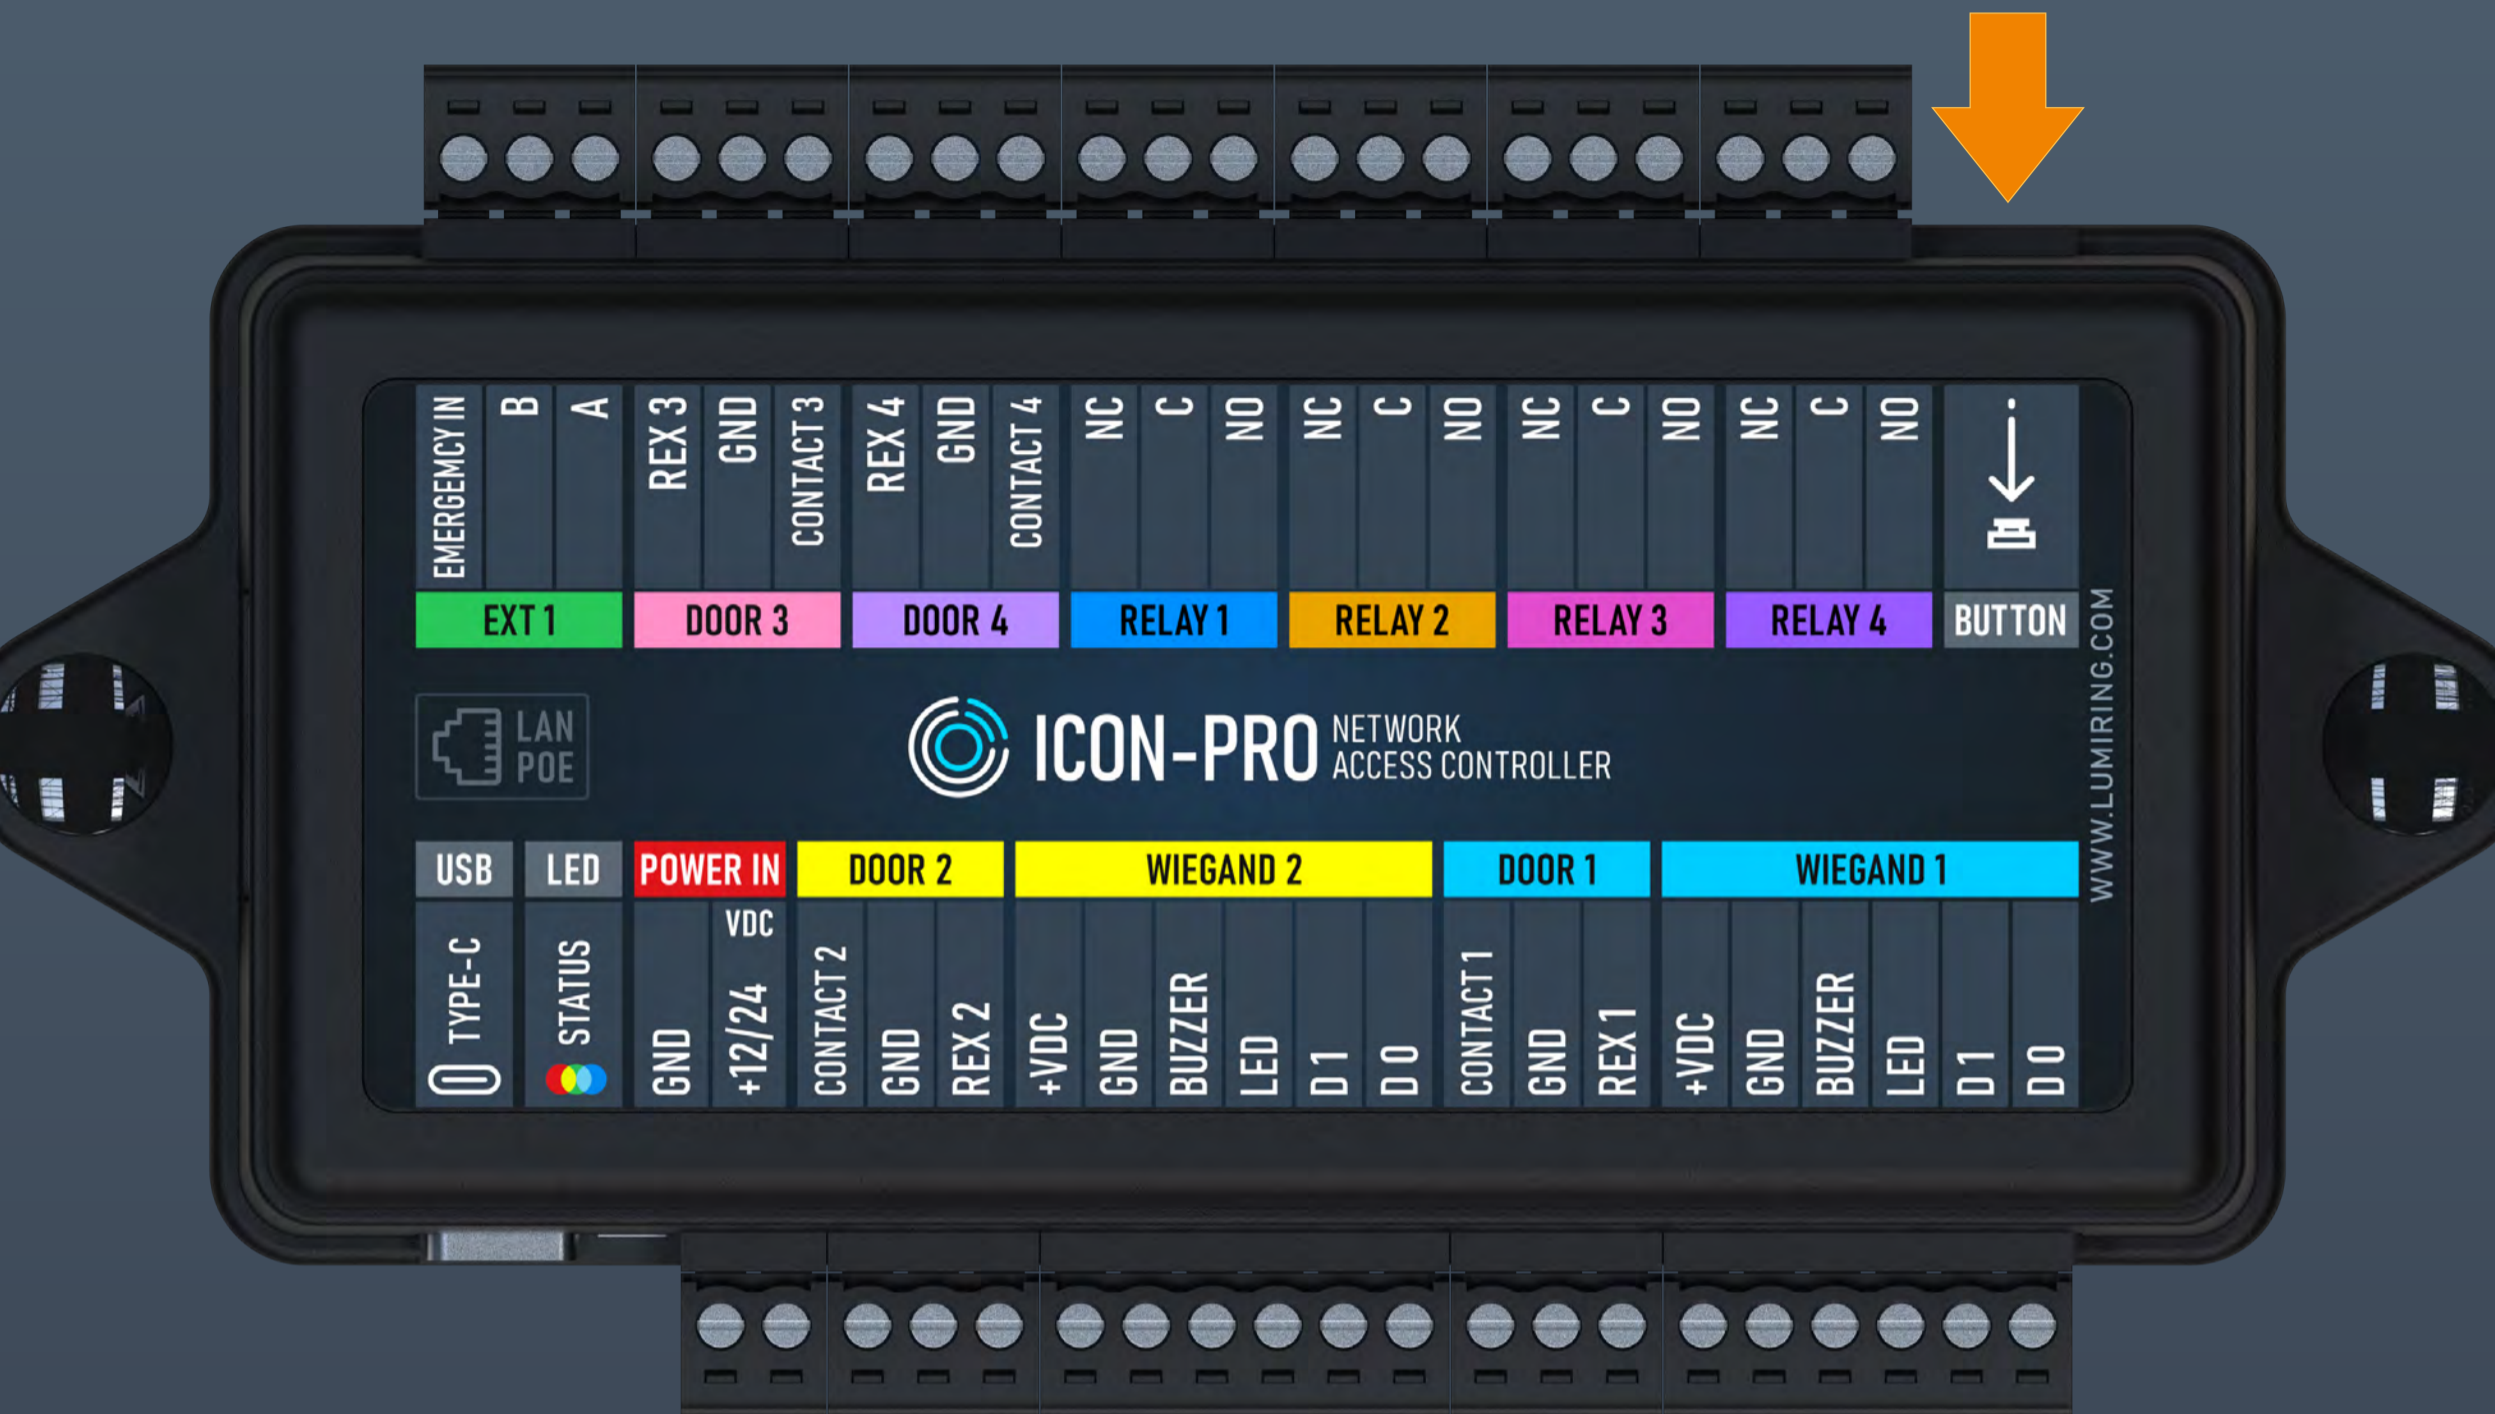 EMERGEMCY IN
B
A
REX 3
GND
CONTACT 3
REX 4
GND
CONTACT 4
NC
C
NO
NC
C
NO
NC
C
NO
NC
C
NO
EXT 1
DOOR 3
DOOR 4
RELAY 1
RELAY 2
RELAY 3
RELAY 4
BUTTON
LAN
POE
ICON-PRO
NETWORK
ACCESS CONTROLLER
WWW.LUMIRING.COM
USB
LED
POWER IN
DOOR 2
WIEGAND 2
DOOR 1
WIEGAND 1
TYPE-C
STATUS
GND
+12/24 VDC
CONTACT 2
GND
REX 2
+VDC
GND
BUZZER
LED
D 1
D 0
CONTACT 1
GND
REX 1
+VDC
GND
BUZZER
LED
D 1
D 0